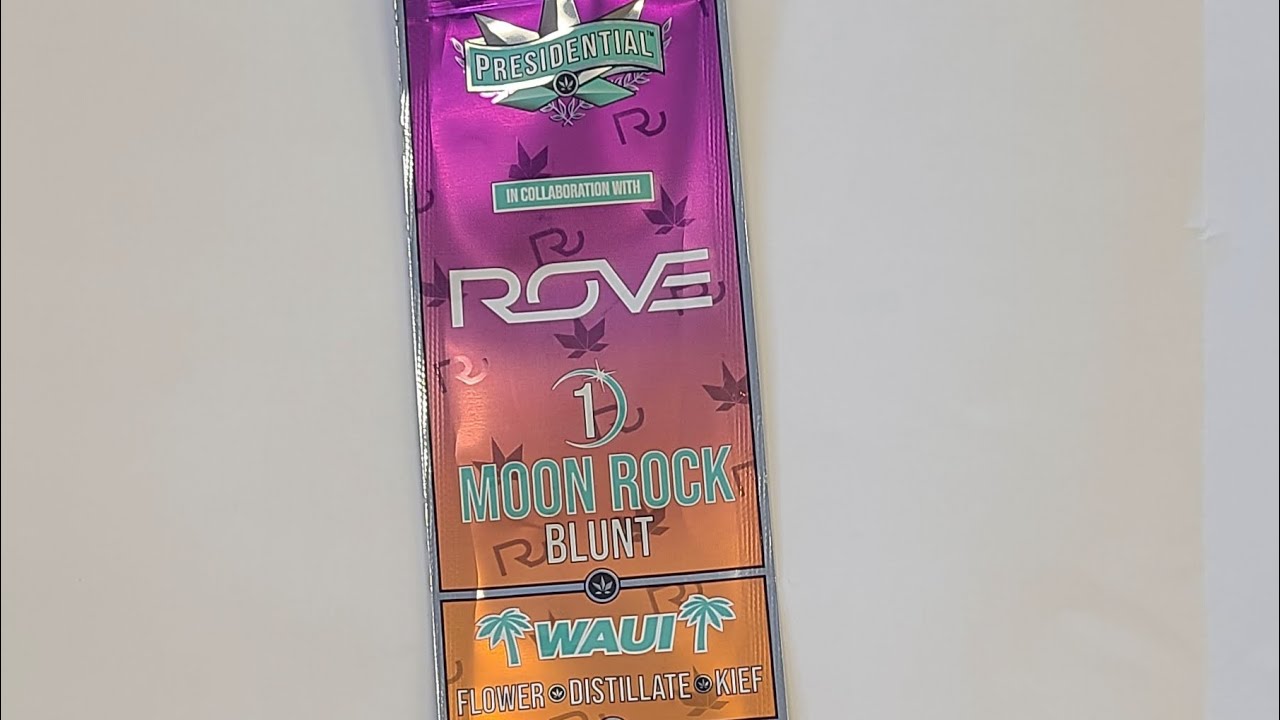 PRESIDENTIAL™
IN COLLABORATION WITH
ROVE
1
MOON ROCK
BLUNT
WAUI
FLOWER DISTILLATE KIEF